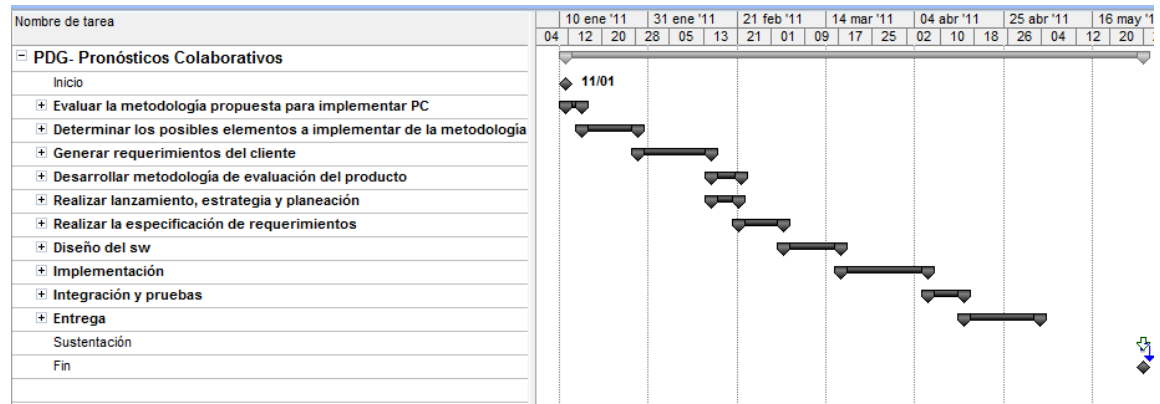 Nombre de tarea
10 ene '11 31 ene '11 21 feb '11 14 mar '11 04 abr '11 25 abr '11 16 may '1
04 12 20 28 05 13 21 01 09 17 25 02 10 18 26 04 12 20
PDG- Pronósticos Colaborativos
Inicio 11/01
Evaluar la metodología propuesta para implementar PC
Determinar los posibles elementos a implementar de la metodología
Generar requerimientos del cliente
Desarrollar metodología de evaluación del producto
Realizar lanzamiento, estrategia y planeación
Realizar la especificación de requerimientos
Diseño del sw
Implementación
Integración y pruebas
Entrega
Sustentación
Fin